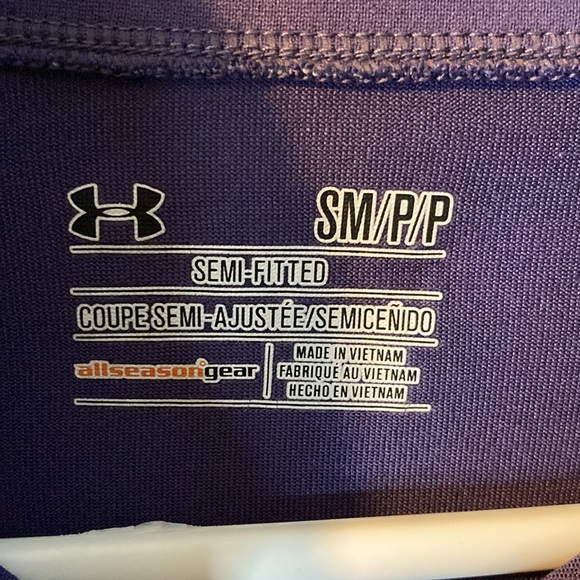 SM/P/P
SEMI-FITTED
COUPE SEMI-AJUSTÉE/SEMICEÑIDO
allseasongear
MADE IN VIETNAM
FABRIQUÉ AU VIETNAM
HECHO EN VIETNAM